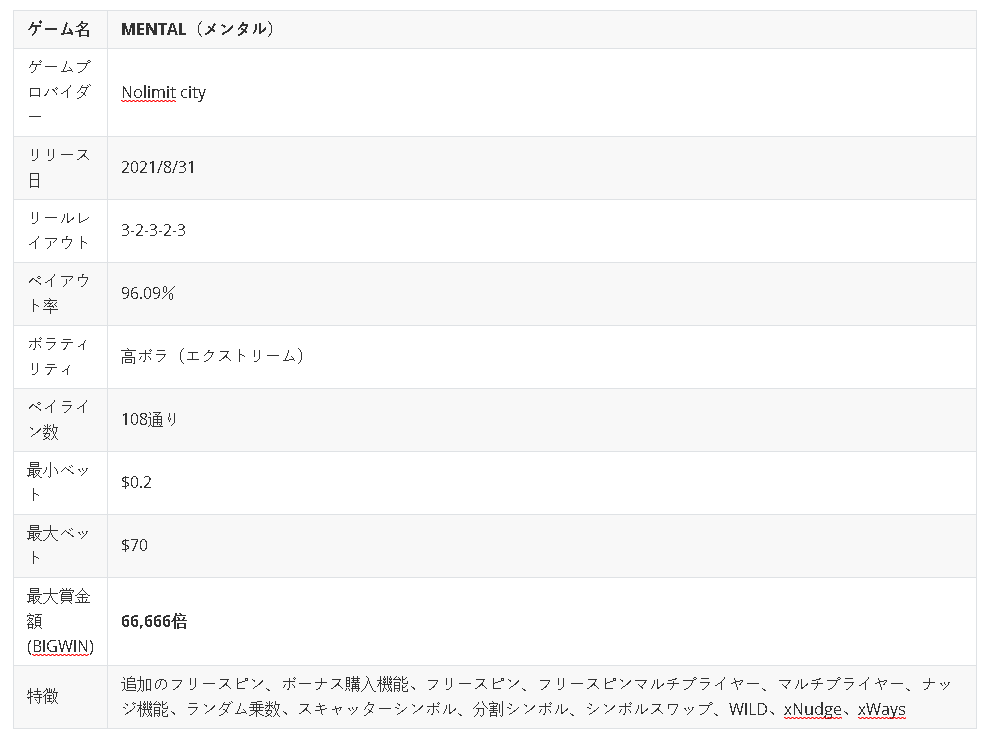 ゲーム名
MENTAL（メンタル）
ゲームプ
ロバイダ
ー
Nolimit city
リリース
日
2021/8/31
リールレ
イアウト
3-2-3-2-3
ペイアウ
ト率
96.09％
ボラティ
リティ
高ボラ（エクストリーム）
ペイライ
ン数
108通り
最小ベッ
ト
$0.2
最大ベッ
ト
$70
最大賞金
額
(BIGWIN)
66,666倍
特徴
追加のフリースピン、ボーナス購入機能、フリースピン、フリースピンマルチプライヤー、マルチプライヤー、ナッ
ジ機能、ランダム乗数、スキャッターシンボル、分割シンボル、シンボルスワップ、WILD、xNudge、xWays